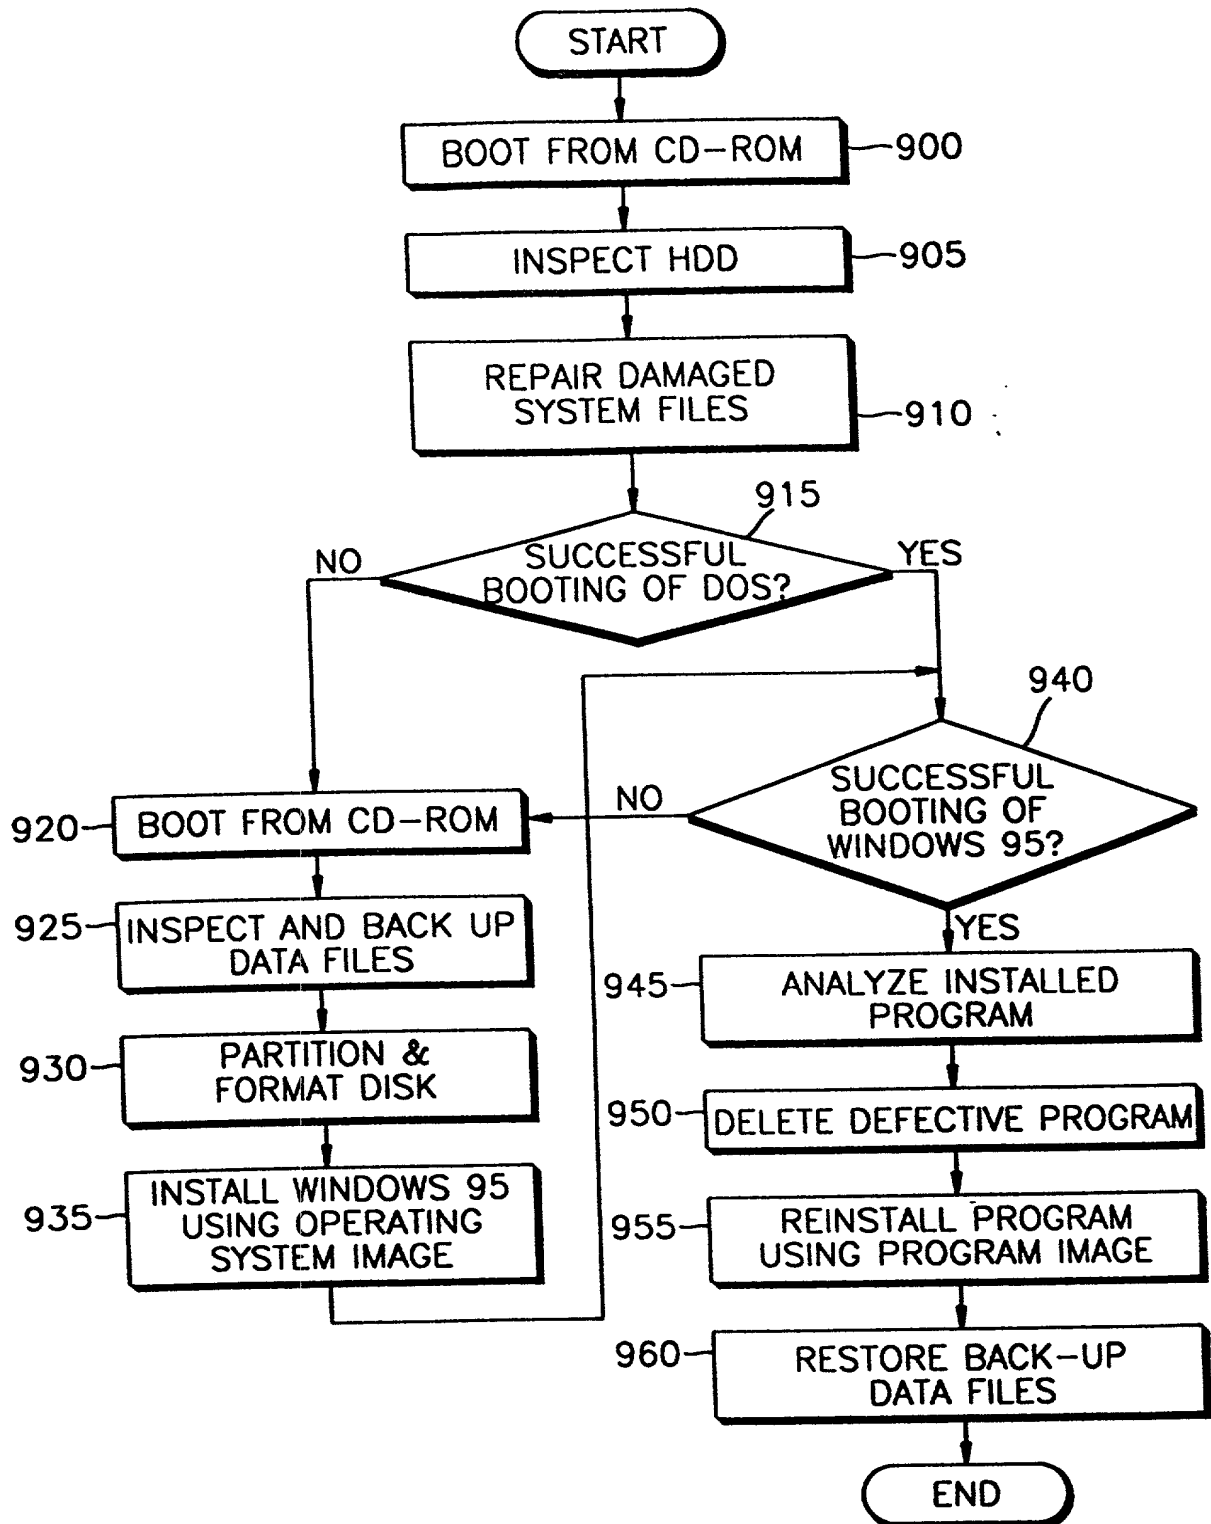 START
BOOT FROM CD-ROM
900
INSPECT HDD
905
REPAIR DAMAGED
SYSTEM FILES
910
915
SUCCESSFUL
BOOTING OF DOS?
NO
YES
940
SUCCESSFUL
BOOTING OF
WINDOWS 95?
NO
YES
920
BOOT FROM CD-ROM
925
INSPECT AND BACK UP
DATA FILES
930
PARTITION &
FORMAT DISK
935
INSTALL WINDOWS 95
USING OPERATING
SYSTEM IMAGE
945
ANALYZE INSTALLED
PROGRAM
950
DELETE DEFECTIVE PROGRAM
955
REINSTALL PROGRAM
USING PROGRAM IMAGE
960
RESTORE BACK-UP
DATA FILES
END